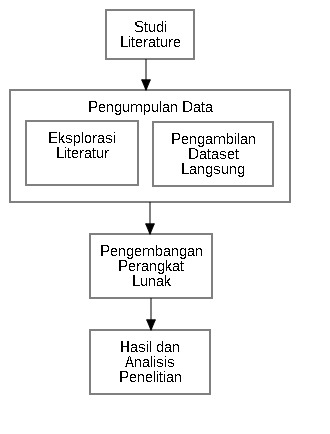 Studi
Literature
Pengumpulan Data
Eksplorasi
Literatur
Pengambilan
Dataset
Langsung
Pengembangan
Perangkat
Lunak
Hasil dan
Analisis
Penelitian